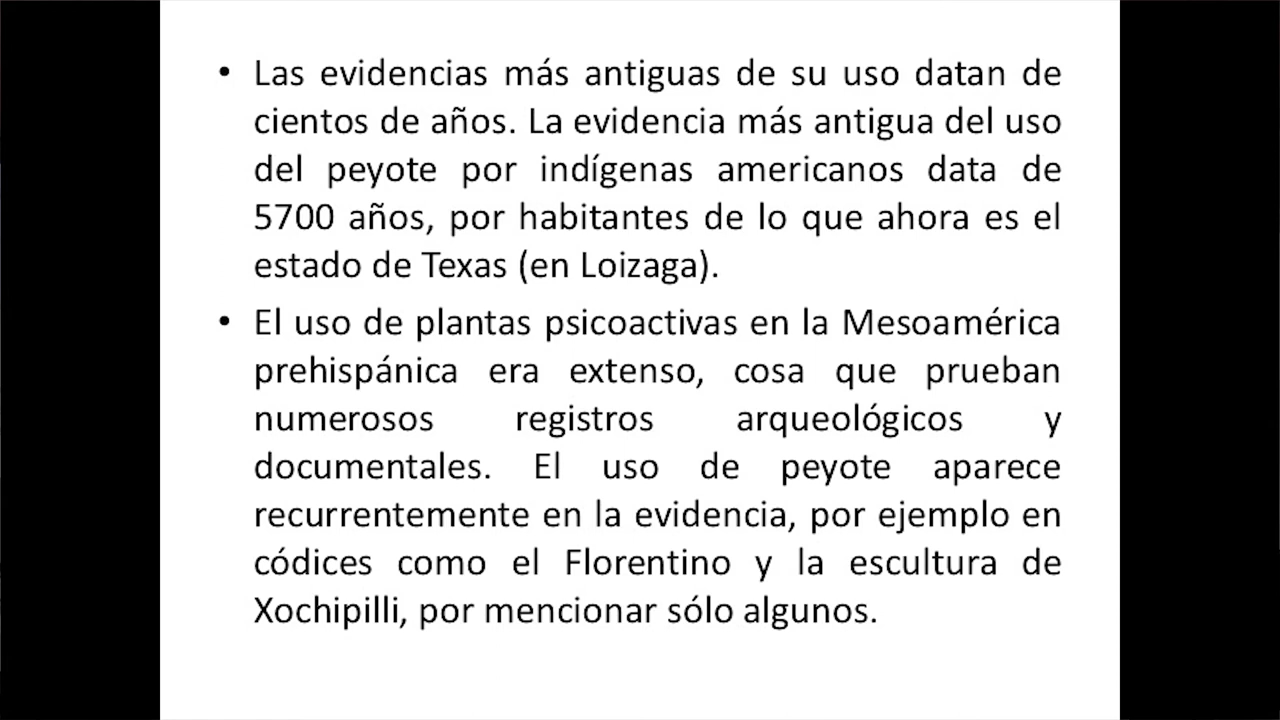 • Las evidencias más antiguas de su uso datan de
cientos de años. La evidencia más antigua del uso
del peyote por indígenas americanos data de
5700 años, por habitantes de lo que ahora es el
estado de Texas (en Loizaga).
• El uso de plantas psicoactivas en la Mesoamérica
prehispánica era extenso, cosa que prueban
numerosos registros arqueológicos y
documentales. El uso de peyote aparece
recurrentemente en la evidencia, por ejemplo en
códices como el Florentino y la escultura de
Xochipilli, por mencionar sólo algunos.